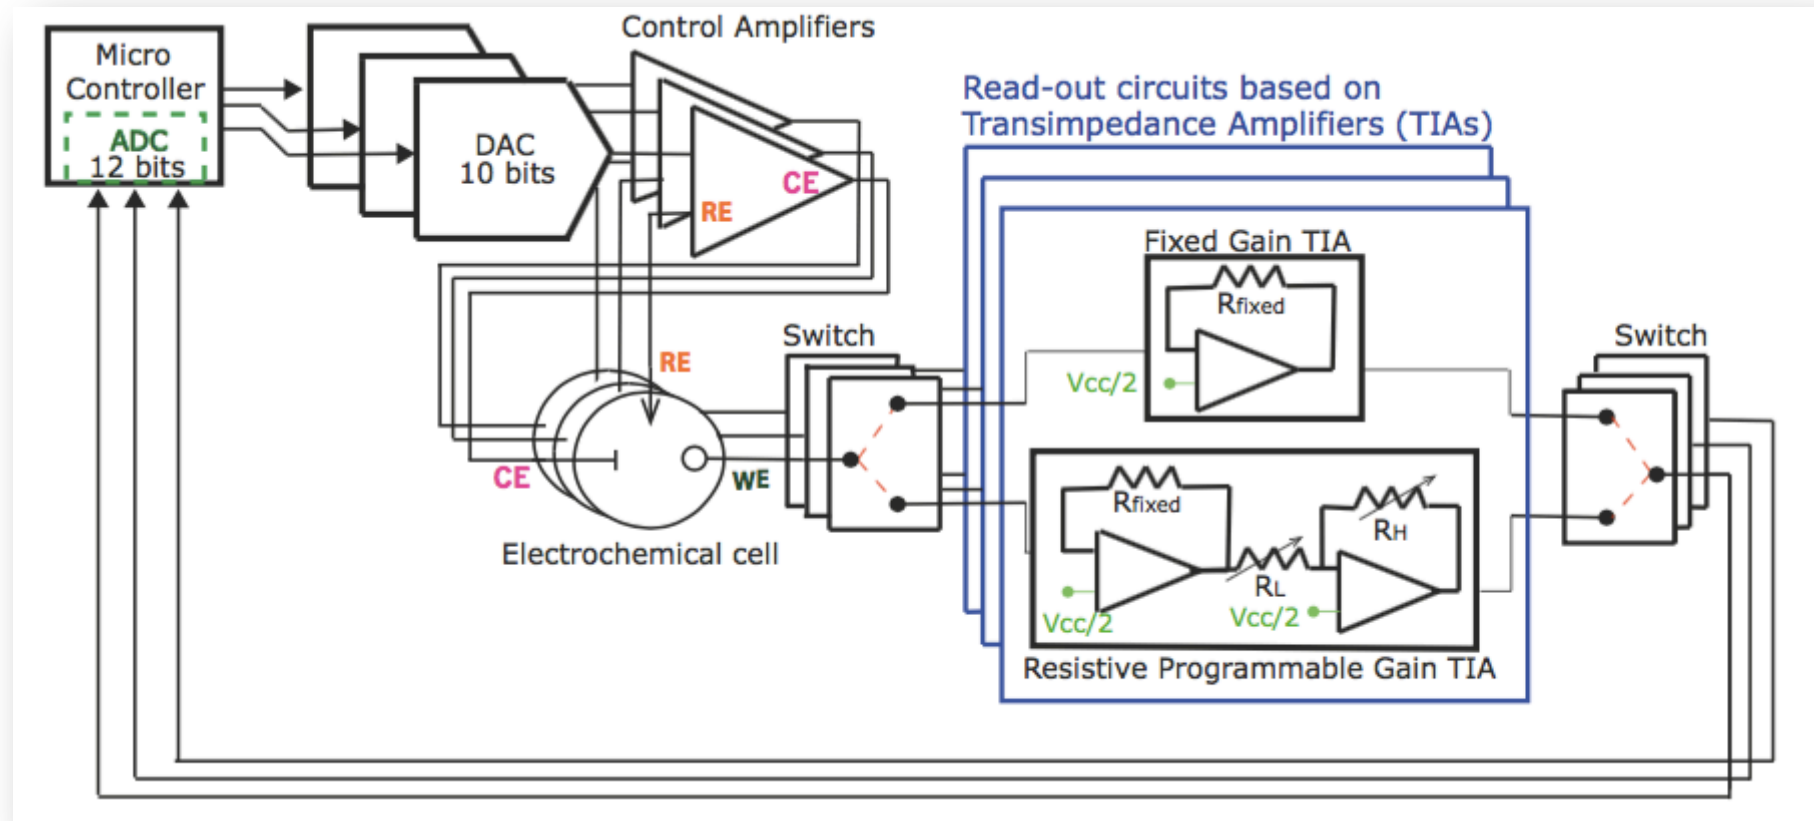 Micro
Controller
ADC
12 bits
DAC
10 bits
Control Amplifiers
CE
RE
Read-out circuits based on
Transimpedance Amplifiers (TIAs)
Fixed Gain TIA
Rfixed
Vcc/2
Switch
Switch
RE
CE
WE
Electrochemical cell
Rfixed
RH
RL
Vcc/2
Vcc/2
Resistive Programmable Gain TIA